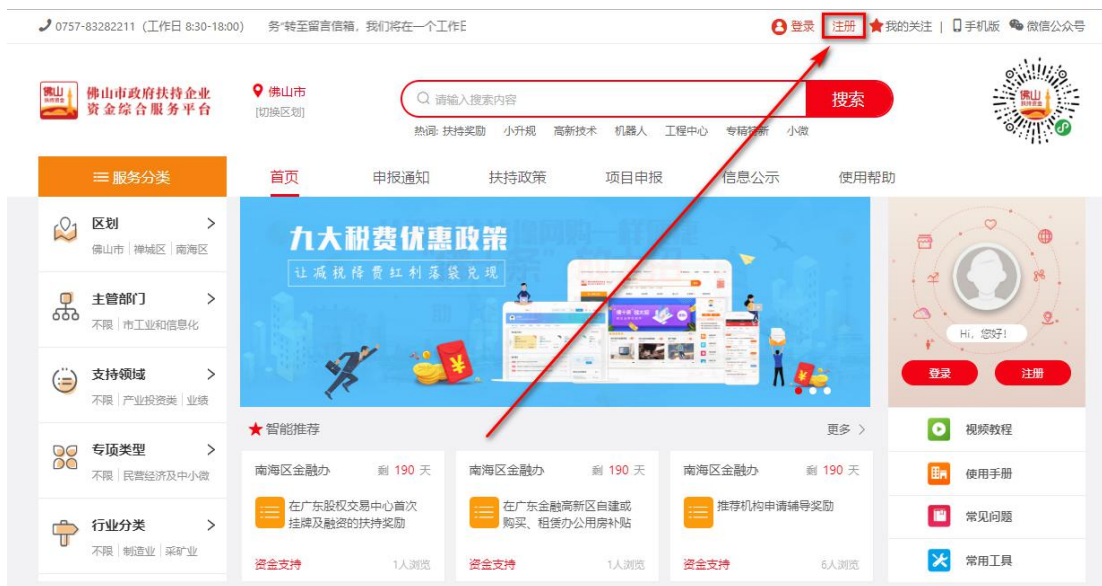 0757-83282211 (工作日 8:30-18:00)
务”转至留言信箱，我们将在一个工作日
登录 注册 我的关注 | 手机版 微信公众号
佛山
扶持资金
佛山市政府扶持企业
资金综合服务平台
佛山市
[切换区划]
请输入搜索内容
搜索
热词: 扶持奖励 小升规 高新技术 机器人 工程中心 专精特新 小微
佛山
扶持资金
服务分类
首页 申报通知 扶持政策 项目申报 信息公示 使用帮助
区划 >
佛山市 | 禅城区 | 南海区
主管部门 >
不限 | 市工业和信息化
支持领域 >
不限 | 产业投资类 | 业绩
专项类型 >
不限 | 民营经济及中小微
行业分类 >
不限 | 制造业 | 采矿业
九大税费优惠政策
让减税降费红利落袋兑现
Hi, 您好!
登录 注册
视频教程
使用手册
常见问题
常用工具
智能推荐
更多 >
南海区金融办 剩 190 天
在广东股权交易中心首次
挂牌及融资的扶持奖励
资金支持 1人浏览
南海区金融办 剩 190 天
在广东金融高新区自建或
购买、租赁办公用房补贴
资金支持 1人浏览
南海区金融办 剩 190 天
推荐机构申请辅导奖励
资金支持 6人浏览